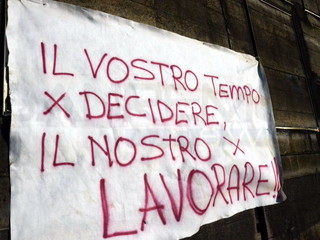 IL VOSTRO TEMPO
X DECIDERE,
IL NOSTRO X
LAVORARE!!